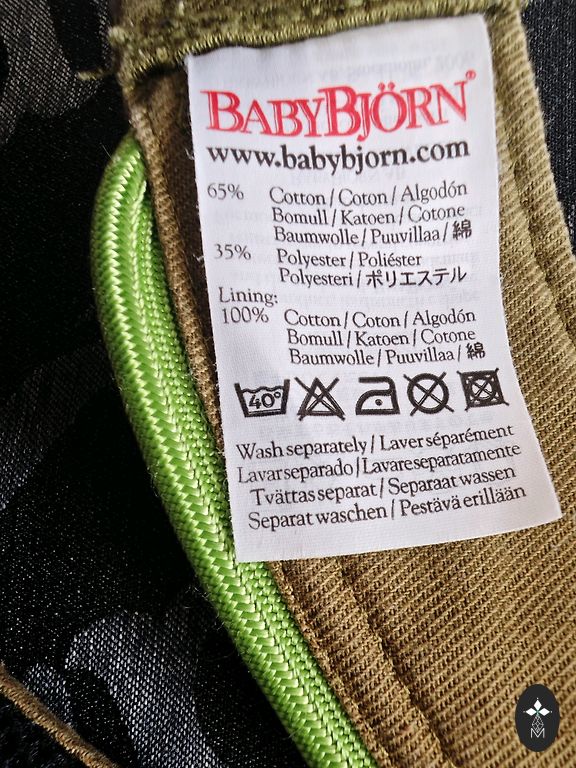 BABYBJÖRN®
www.babybjorn.com
65% Cotton / Coton / Algodón
Bomull / Katoen / Cotone
Baumwolle / Puuvillaa / 綿
35% Polyester / Poliéster
Polyesteri / ポリエステル
Lining:
100% Cotton / Coton / Algodón
Bomull / Katoen / Cotone
Baumwolle / Puuvillaa / 綿
40°
Wash separately / Laver séparément
Lavar separado / Lavare separatamente
Tvättas separat / Separaat wassen
Separat waschen / Pestävä erillään
M